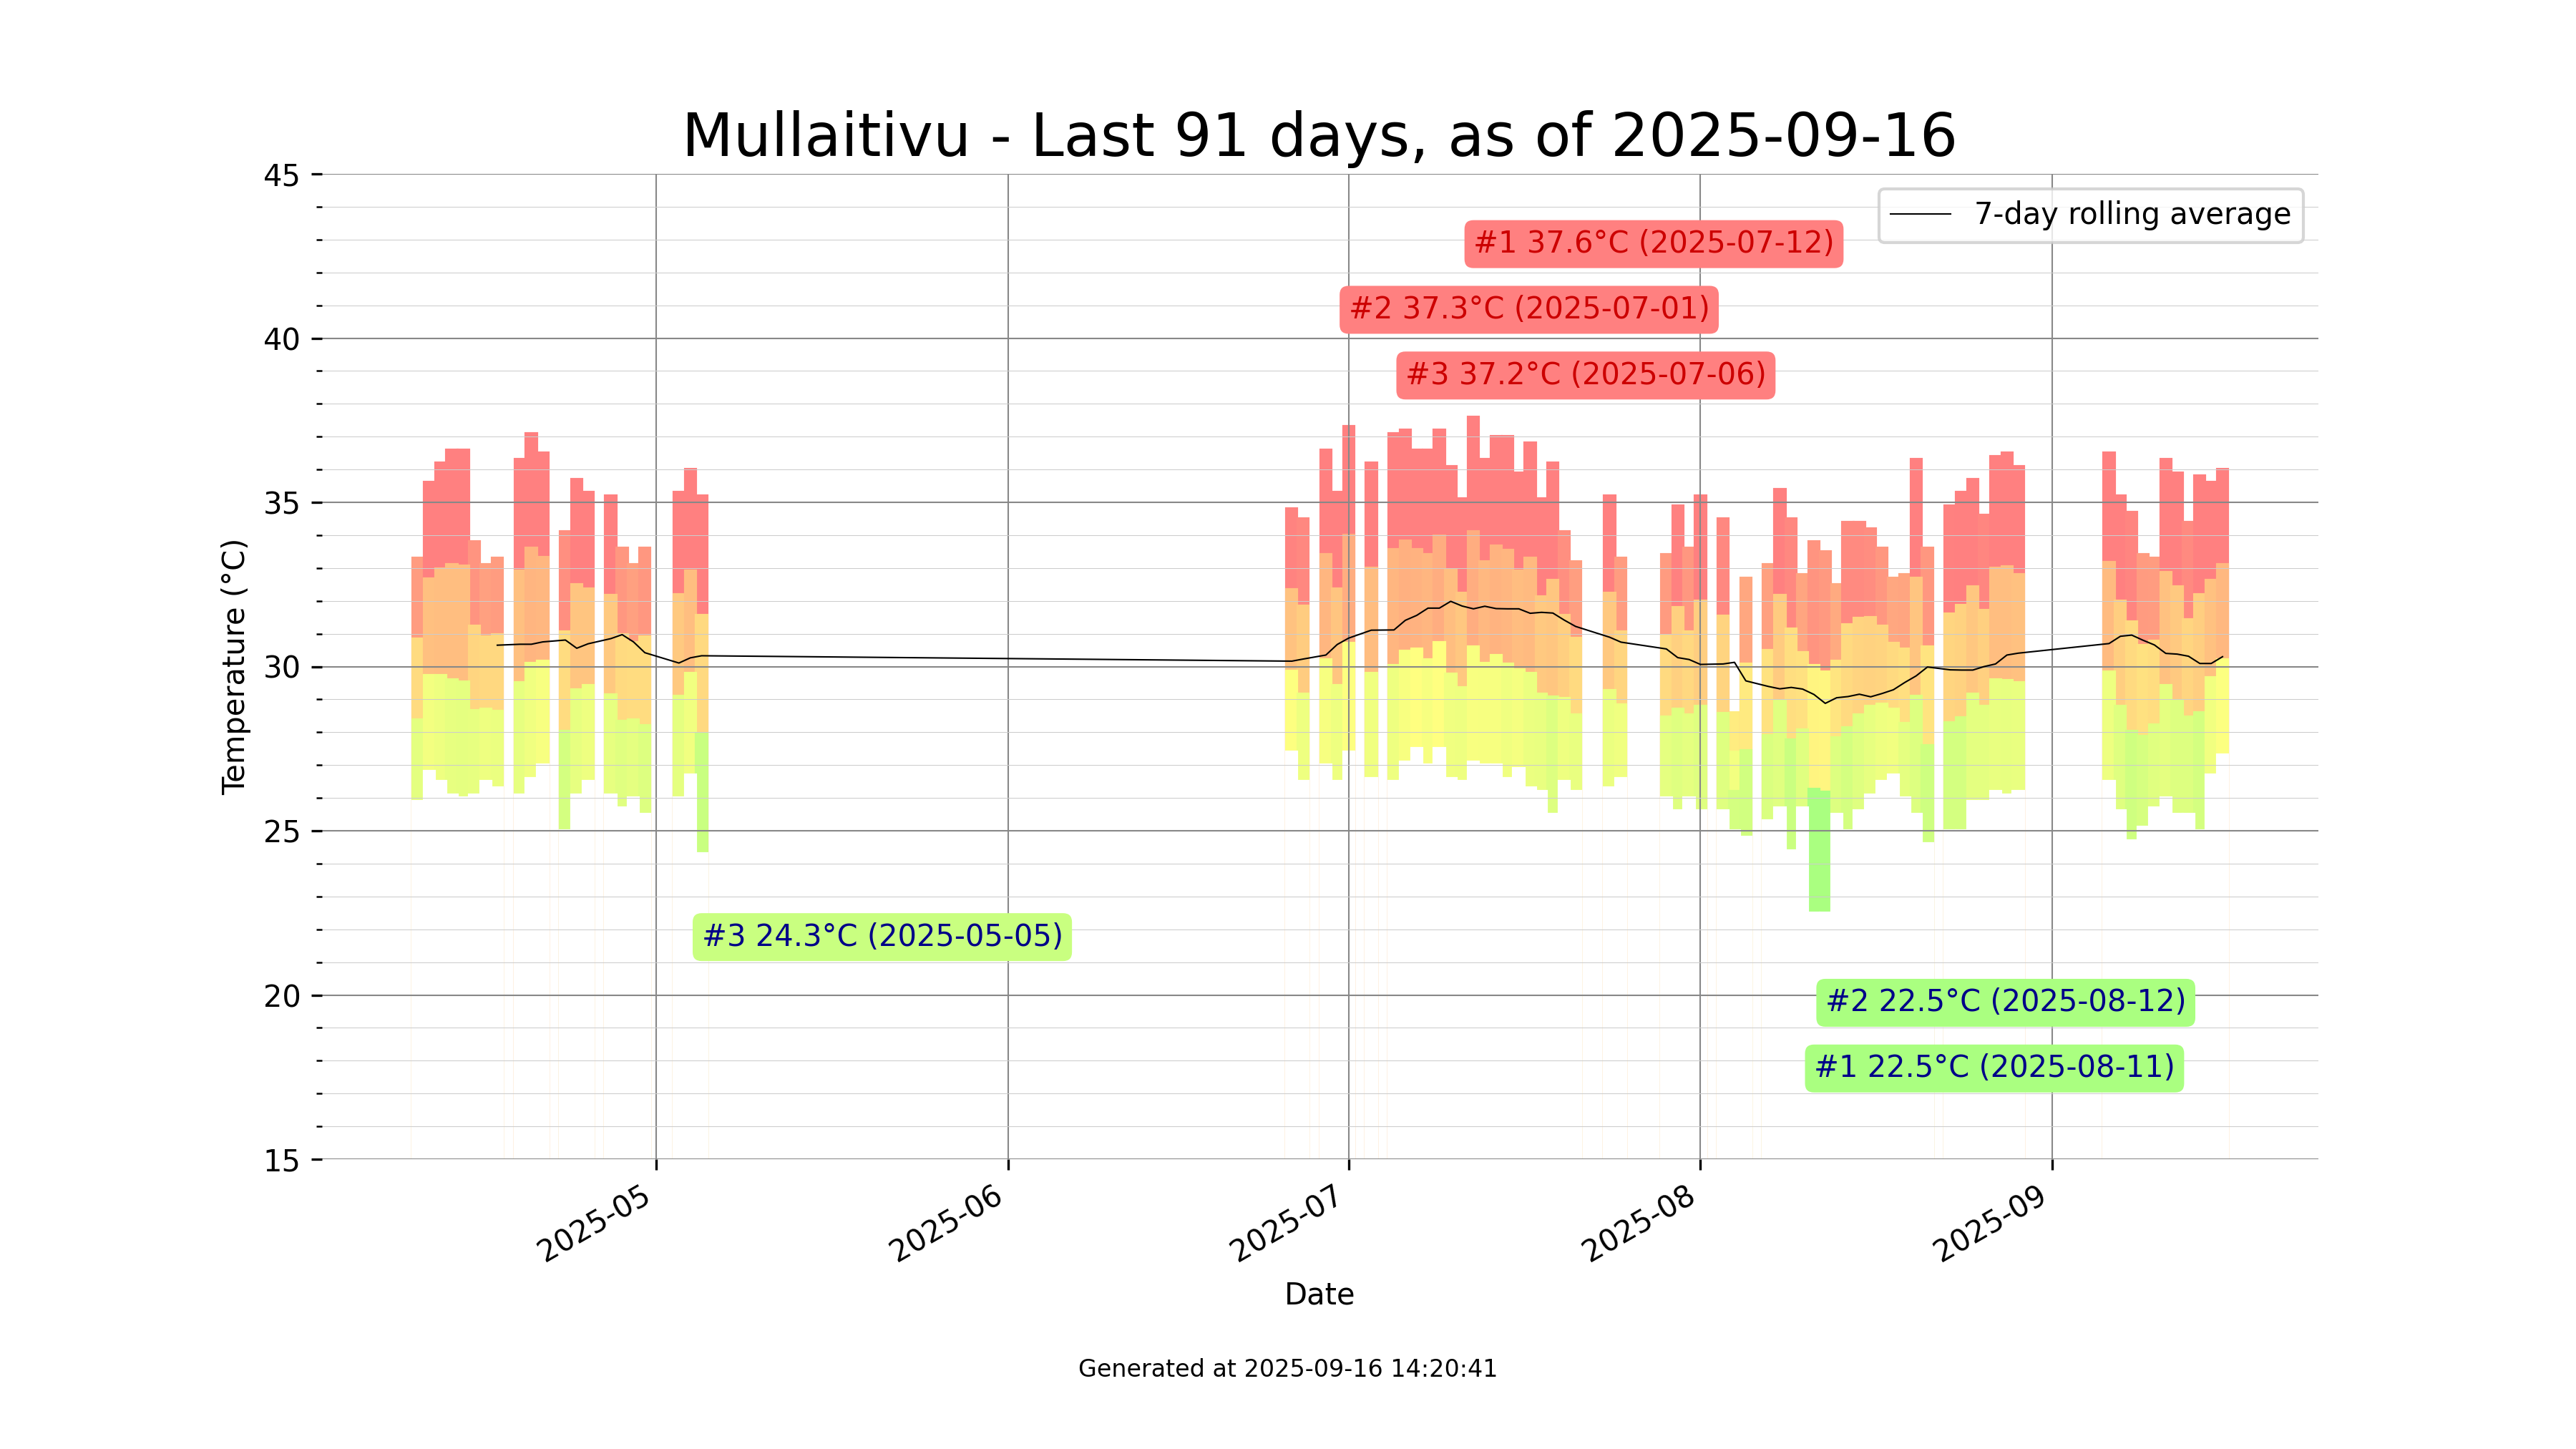 Mullaitivu - Last 91 days, as of 2025-09-16
45
40
35
30
25
20
15
Temperature (°C)
7-day rolling average
#1 37.6°C (2025-07-12)
#2 37.3°C (2025-07-01)
#3 37.2°C (2025-07-06)
#3 24.3°C (2025-05-05)
#2 22.5°C (2025-08-12)
#1 22.5°C (2025-08-11)
2025-05
2025-06
2025-07
2025-08
2025-09
Date
Generated at 2025-09-16 14:20:41